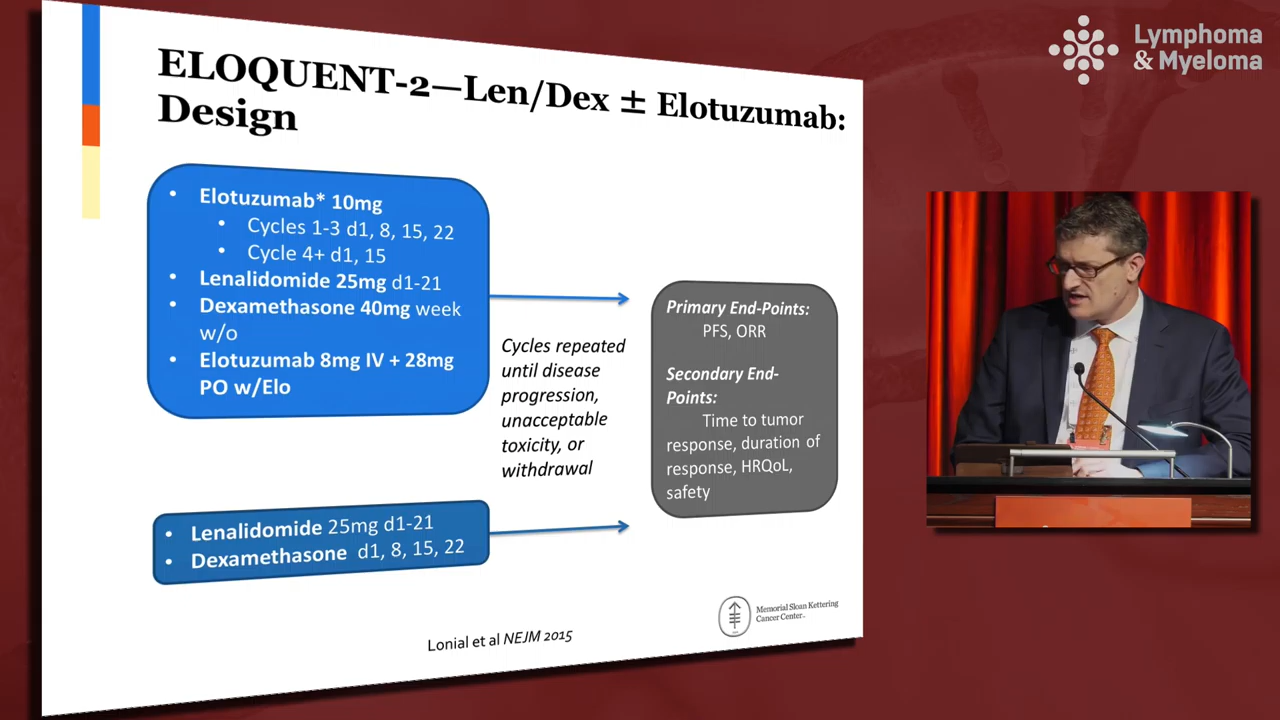 Lymphoma
& Myeloma
ELOQUENT-2—Len/Dex ± Elotuzumab:
Design
• Elotuzumab* 10mg
• Cycles 1-3 d1, 8, 15, 22
• Cycle 4+ d1, 15
• Lenalidomide 25mg d1-21
• Dexamethasone 40mg week
w/o
• Elotuzumab 8mg IV + 28mg
PO w/Elo
Cycles repeated
until disease
progression,
unacceptable
toxicity, or
withdrawal
Primary End-Points:
PFS, ORR
Secondary End-
Points:
Time to tumor
response, duration of
response, HRQoL,
safety
• Lenalidomide 25mg d1-21
• Dexamethasone d1, 8, 15, 22
Memorial Sloan Kettering
Cancer Center
Lonial et al NEJM 2015